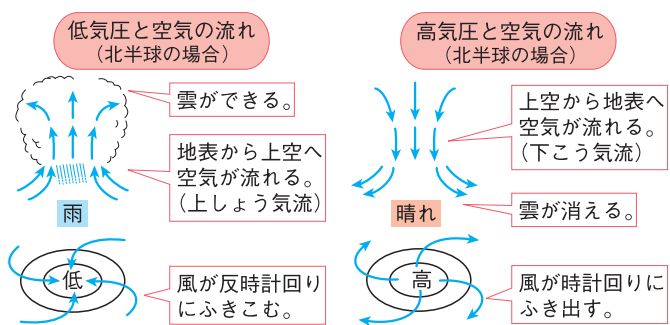 低気圧と空気の流れ
（北半球の場合）
雲ができる。
地表から上空へ
空気が流れる。
（上しょう気流）
雨
低
風が反時計回り
にふきこむ。
高気圧と空気の流れ
（北半球の場合）
上空から地表へ
空気が流れる。
（下こう気流）
雲が消える。
晴れ
高
風が時計回りに
ふき出す。